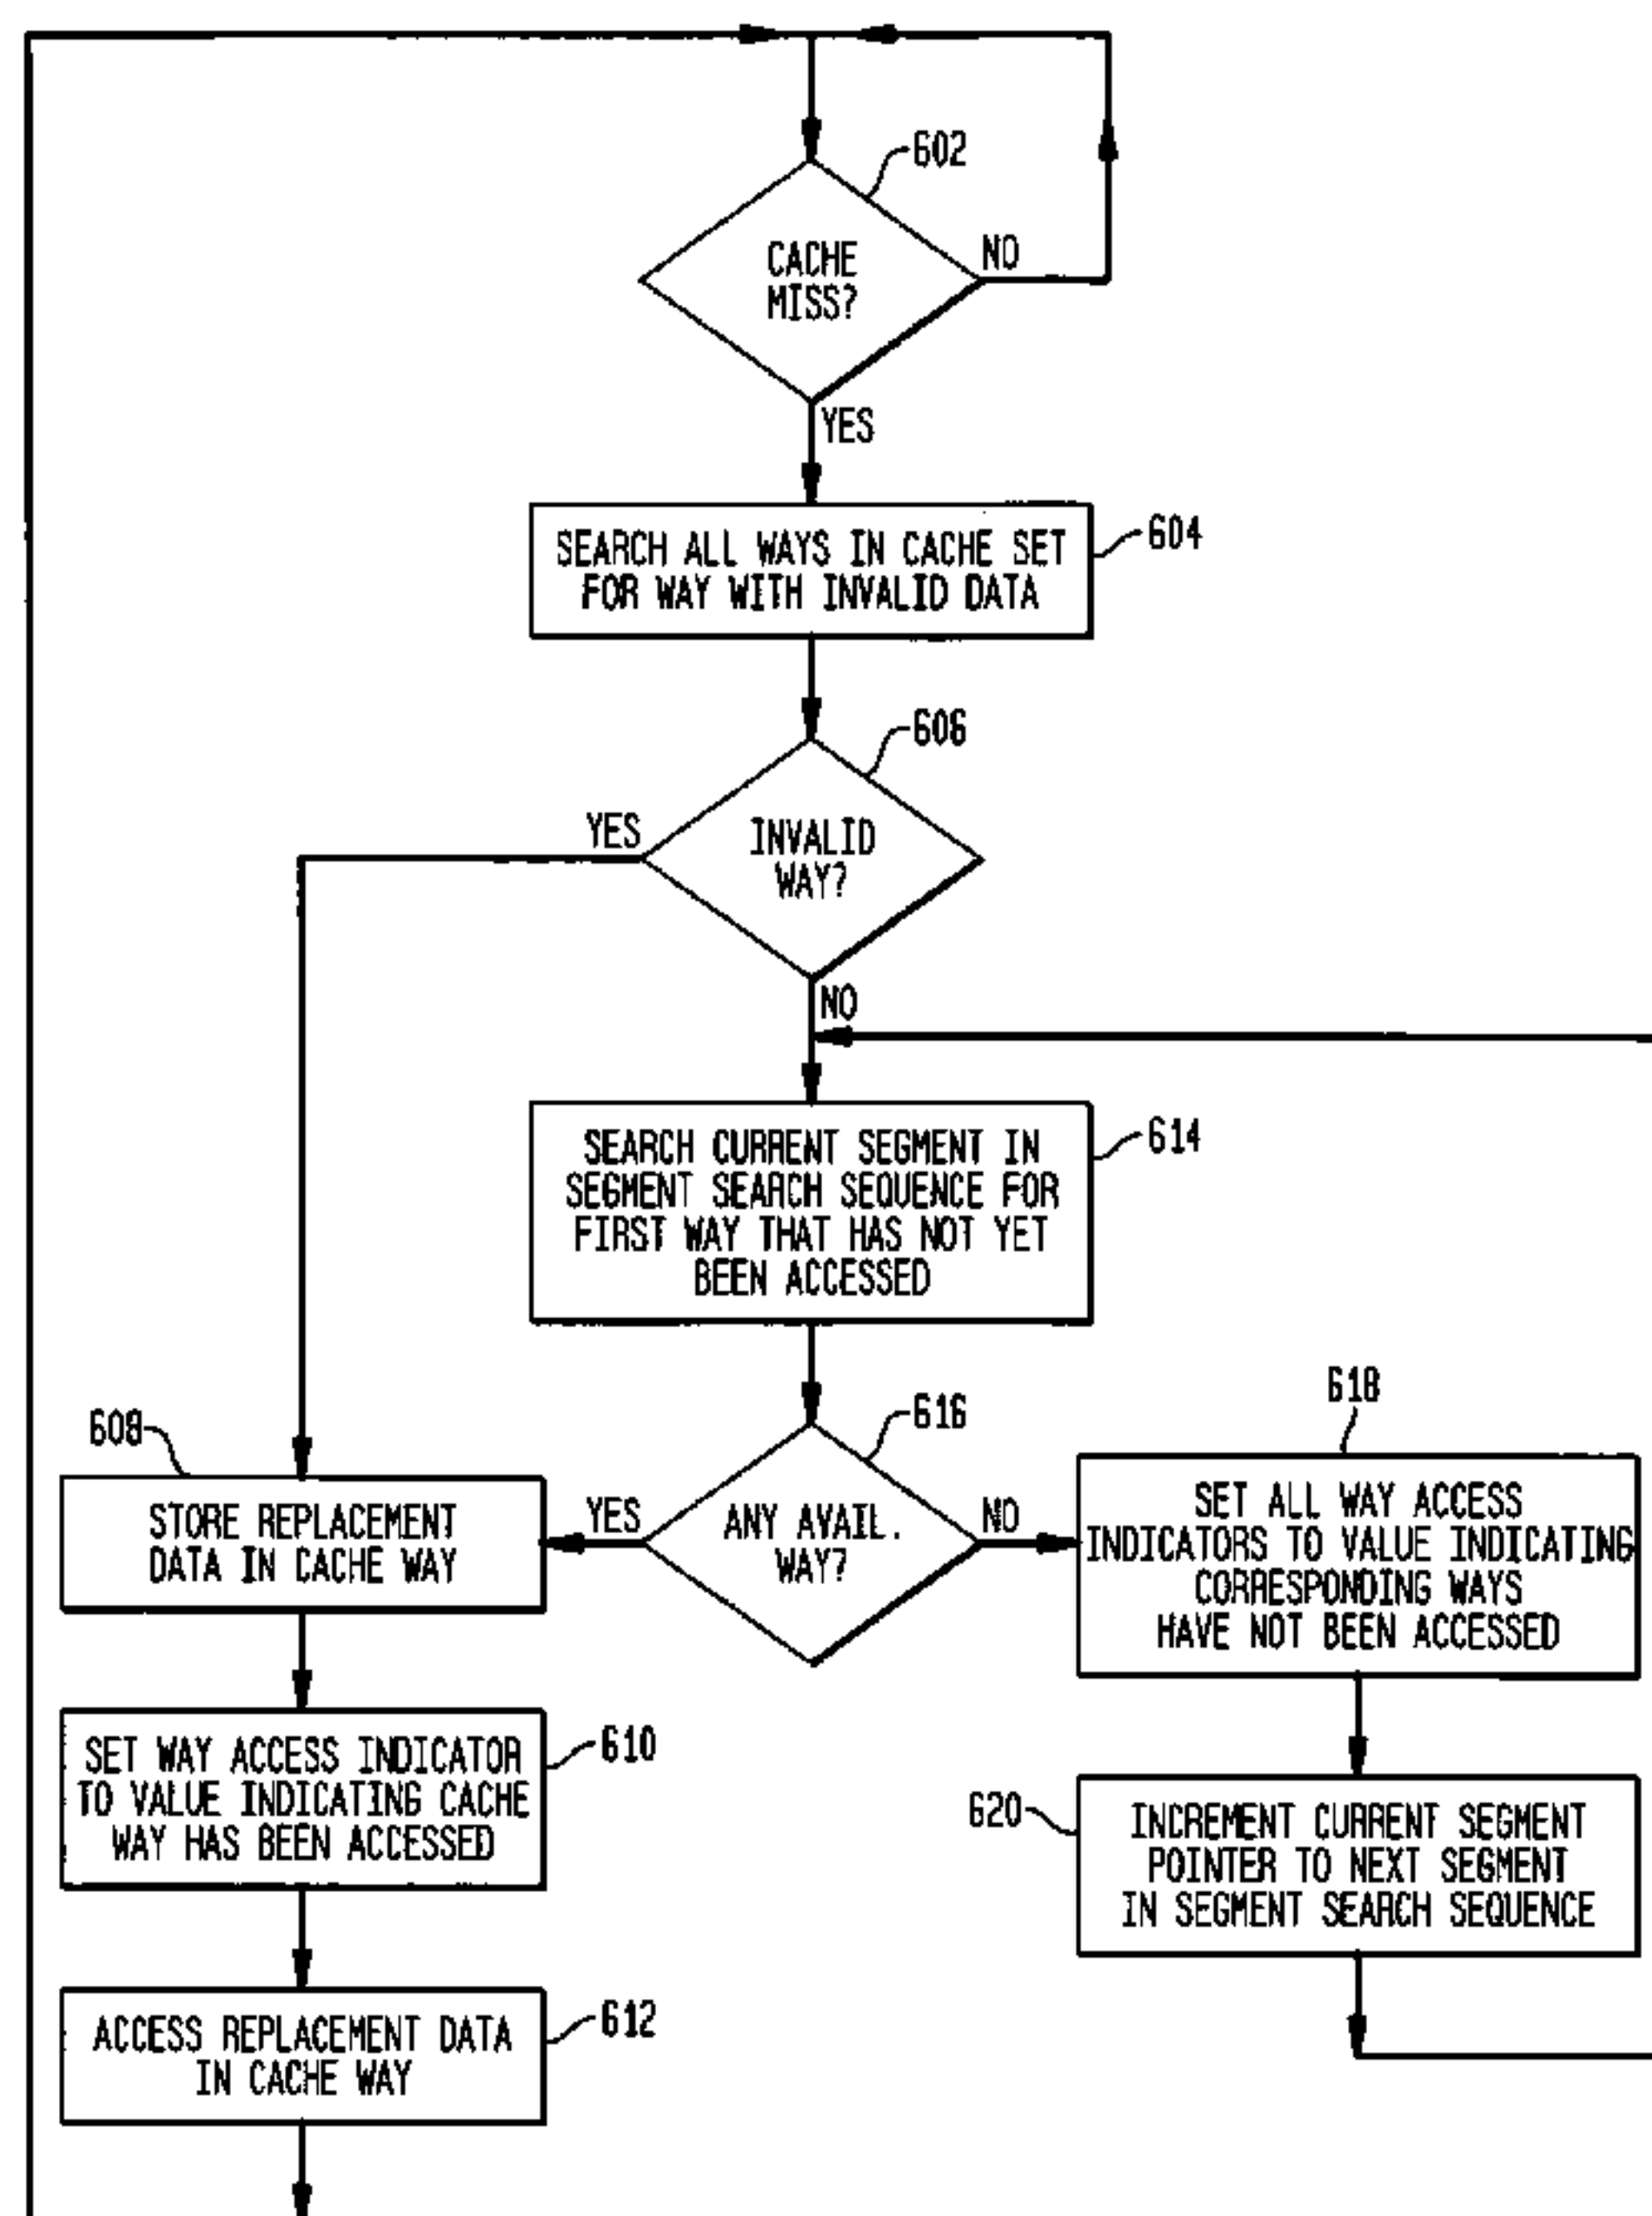 602
CACHE
MISS?
NO
YES
SEARCH ALL WAYS IN CACHE SET
FOR WAY WITH INVALID DATA
604
606
YES
INVALID
WAY?
NO
SEARCH CURRENT SEGMENT IN
SEGMENT SEARCH SEQUENCE FOR
FIRST WAY THAT HAS NOT YET
BEEN ACCESSED
614
608
STORE REPLACEMENT
DATA IN CACHE WAY
YES
616
ANY AVAIL.
WAY?
NO
618
SET ALL WAY ACCESS
INDICATORS TO VALUE INDICATING
CORRESPONDING WAYS
HAVE NOT BEEN ACCESSED
SET WAY ACCESS INDICATOR
TO VALUE INDICATING CACHE
WAY HAS BEEN ACCESSED
610
620
INCREMENT CURRENT SEGMENT
POINTER TO NEXT SEGMENT
IN SEGMENT SEARCH SEQUENCE
ACCESS REPLACEMENT DATA
IN CACHE WAY
612